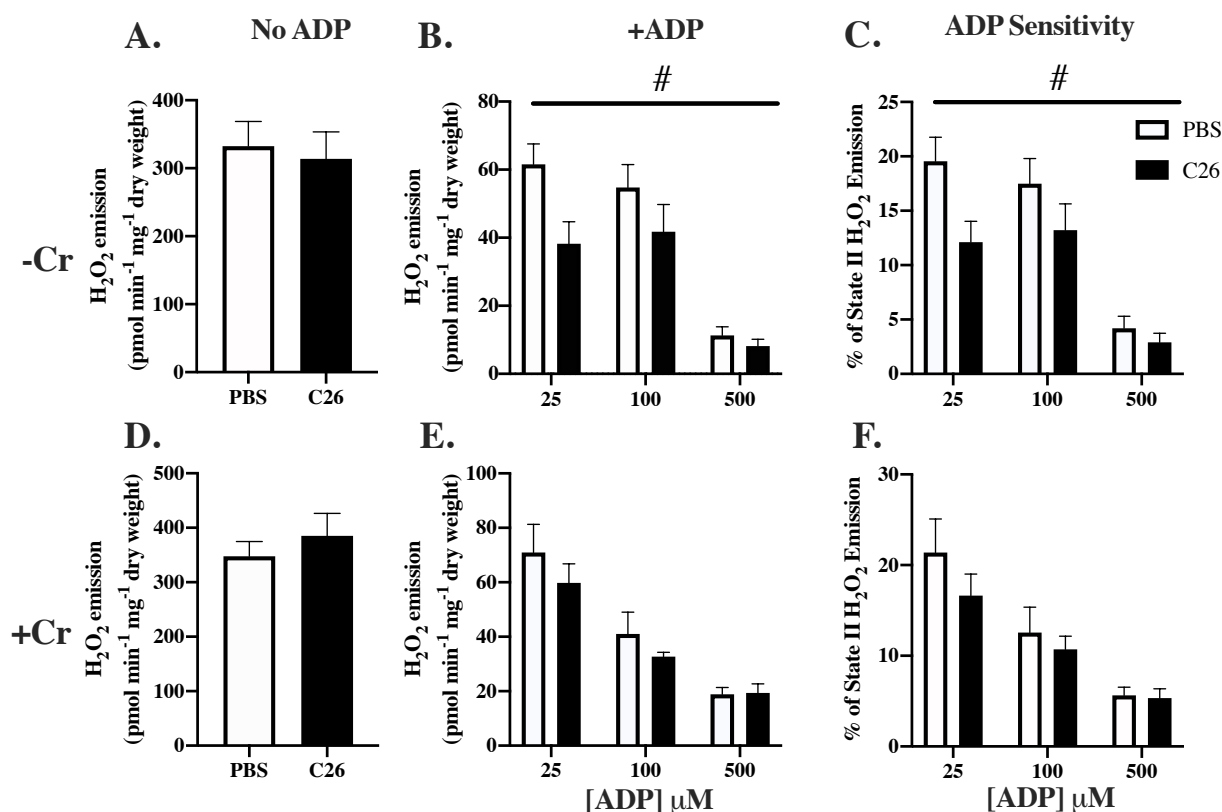 A.
No ADP
B.
+ADP
C.
ADP Sensitivity
-Cr
H₂O₂ emission
(pmol min⁻¹ mg⁻¹ dry weight)
400
300
200
100
0
PBS
C26
#
H₂O₂ emission
(pmol min⁻¹ mg⁻¹ dry weight)
80
60
40
20
0
25
100
500
#
% of State II H₂O₂ Emission
25
20
15
10
5
0
25
100
500
PBS
C26
D.
E.
F.
+Cr
H₂O₂ emission
(pmol min⁻¹ mg⁻¹ dry weight)
500
400
300
200
100
0
PBS
C26
H₂O₂ emission
(pmol min⁻¹ mg⁻¹ dry weight)
100
80
60
40
20
0
25
100
500
[ADP] μM
% of State II H₂O₂ Emission
30
20
10
0
25
100
500
[ADP] μM